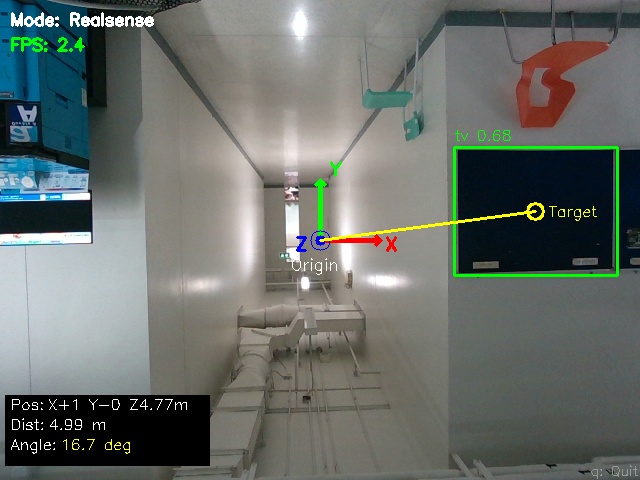 Mode: Realsense
FPS: 2.4
tv 0.68
Y
Target
Z
X
Origin
Pos: X+1 Y-0 Z4.77m
Dist: 4.99 m
Angle: 16.7 deg
q: Quit